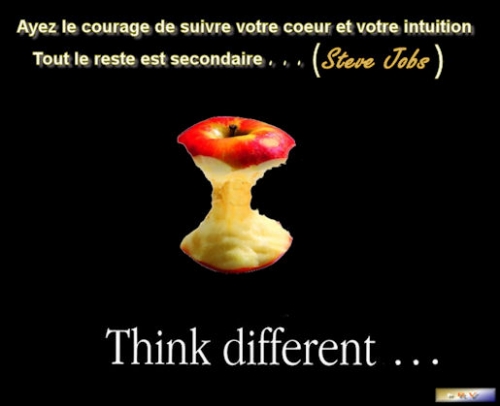 Ayez le courage de suivre votre coeur et votre intuition
Tout le reste est secondaire . . . (Steve Jobs)
Think different ...